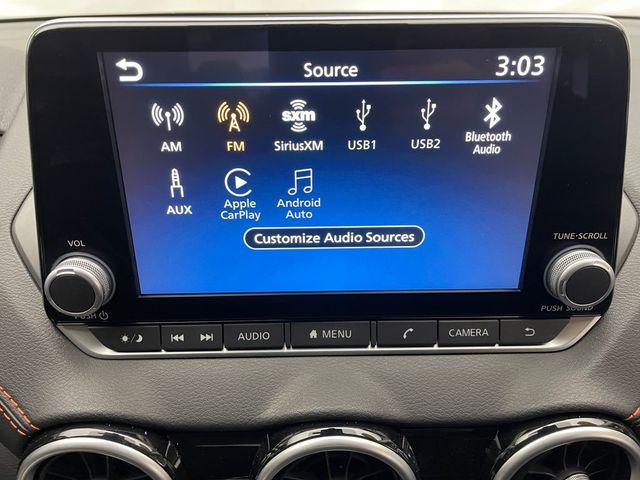 Source
3:03
AM
FM
sxm
SiriusXM
USB1
USB2
Bluetooth
Audio
AUX
Apple
CarPlay
Android
Auto
Customize Audio Sources
VOL
PUSH
TUNE·SCROLL
PUSH SOUND
AUDIO
MENU
CAMERA